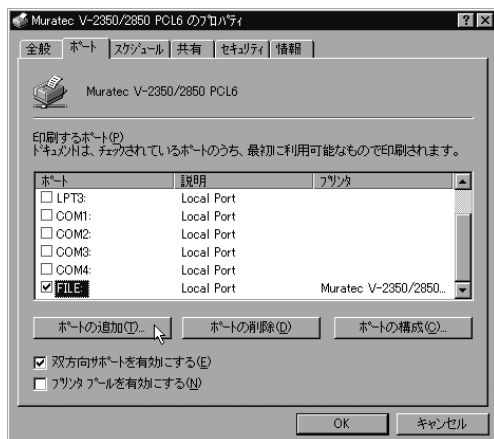 Muratec V-2350/2850 PCL6 のプロパティ
全般 ポート スケジュール 共有 セキュリティ 情報
Muratec V-2350/2850 PCL6
印刷するポート(P)
ドキュメントは、チェックされているポートのうち、最初に利用可能なもので印刷されます。
ポート 説明 プリンタ
LPT3: Local Port
COM1: Local Port
COM2: Local Port
COM3: Local Port
COM4: Local Port
FILE: Local Port Muratec V-2350/2850...
ポートの追加(T)... ポートの削除(D) ポートの構成(C)...
双方向サポートを有効にする(E)
プリンタ プールを有効にする(N)
OK キャンセル